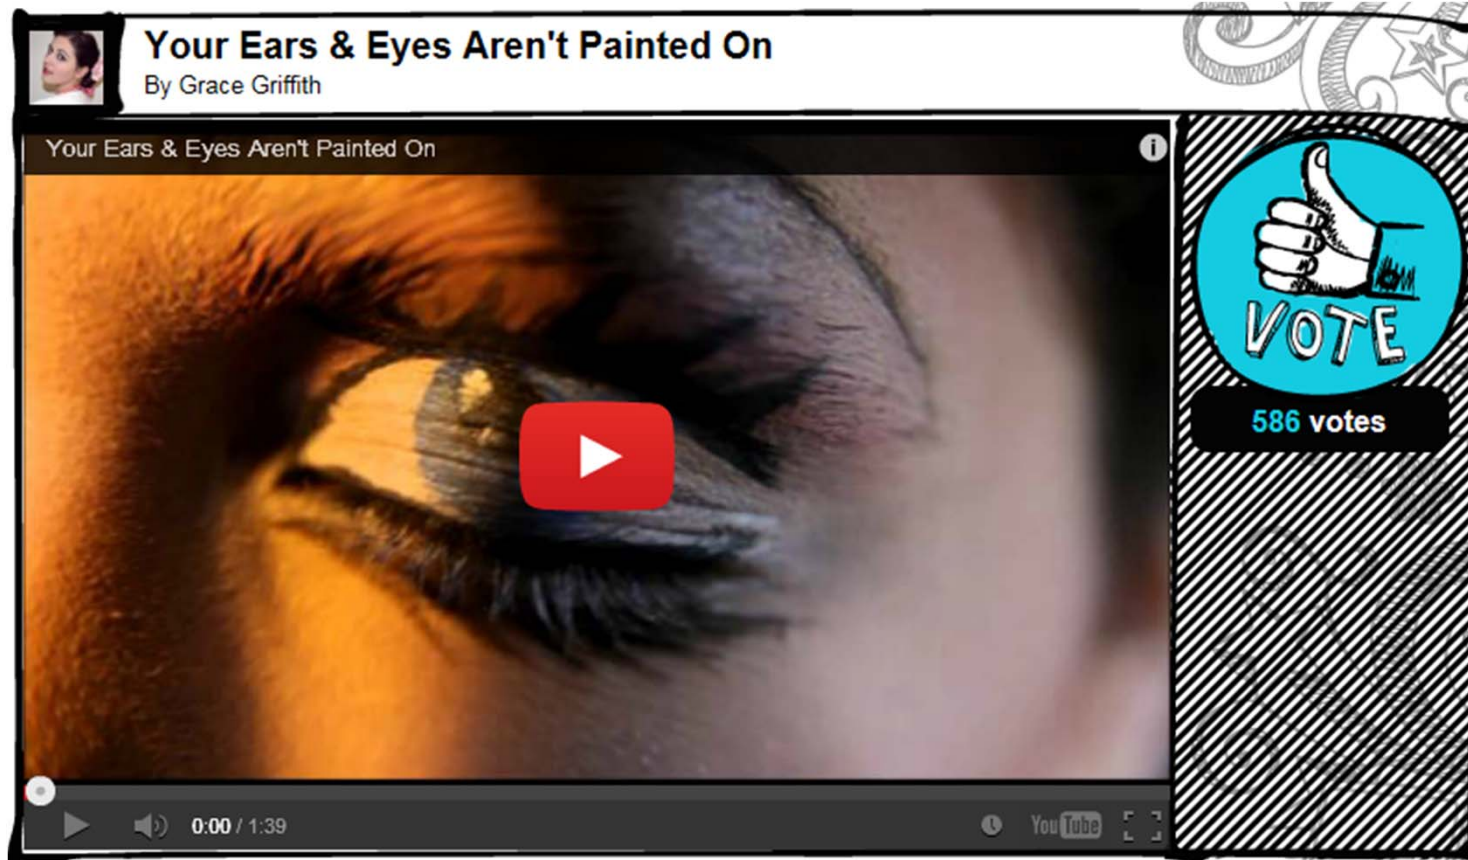 Your Ears & Eyes Aren't Painted On
By Grace Griffith
Your Ears & Eyes Aren't Painted On
i
VOTE
586 votes
0:00 / 1:39
YouTube